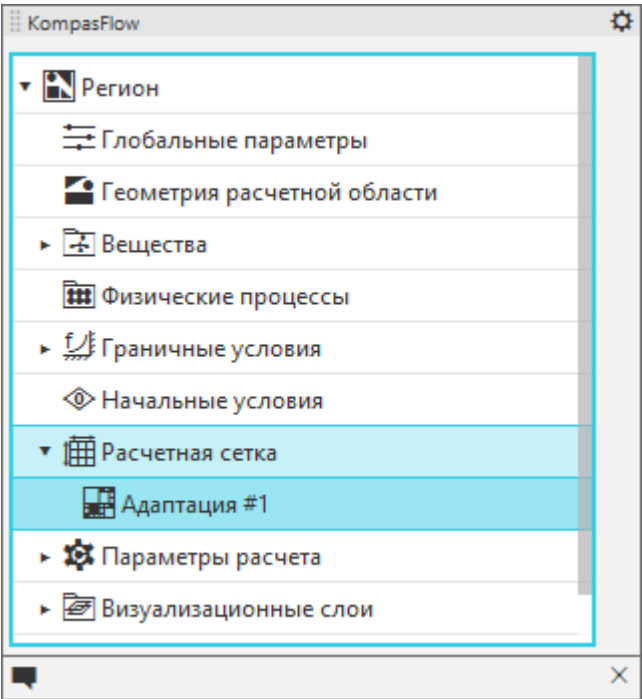 KompasFlow
Регион
Глобальные параметры
Геометрия расчетной области
Вещества
Физические процессы
Граничные условия
Начальные условия
Расчетная сетка
Адаптация #1
Параметры расчета
Визуализационные слои